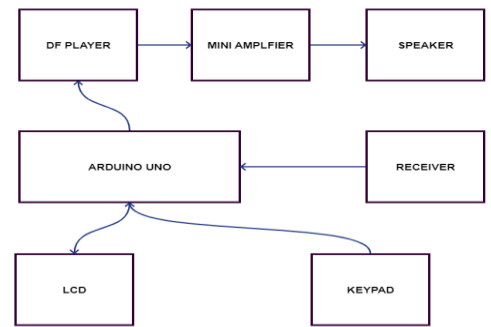 DF PLAYER
MINI AMPLFIER
SPEAKER
ARDUINO UNO
RECEIVER
LCD
KEYPAD